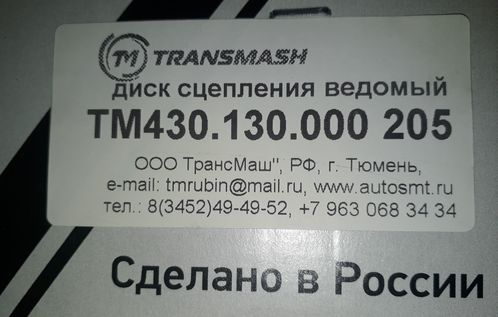 TM TRANSMASH
диск сцепления ведомый
ТМ430.130.000 205
ООО ТрансМаш", РФ, г. Тюмень,
e-mail: tmrubin@mail.ru, www.autosmt.ru
тел.: 8(3452)49-49-52, +7 963 068 34 34
Сделано в России